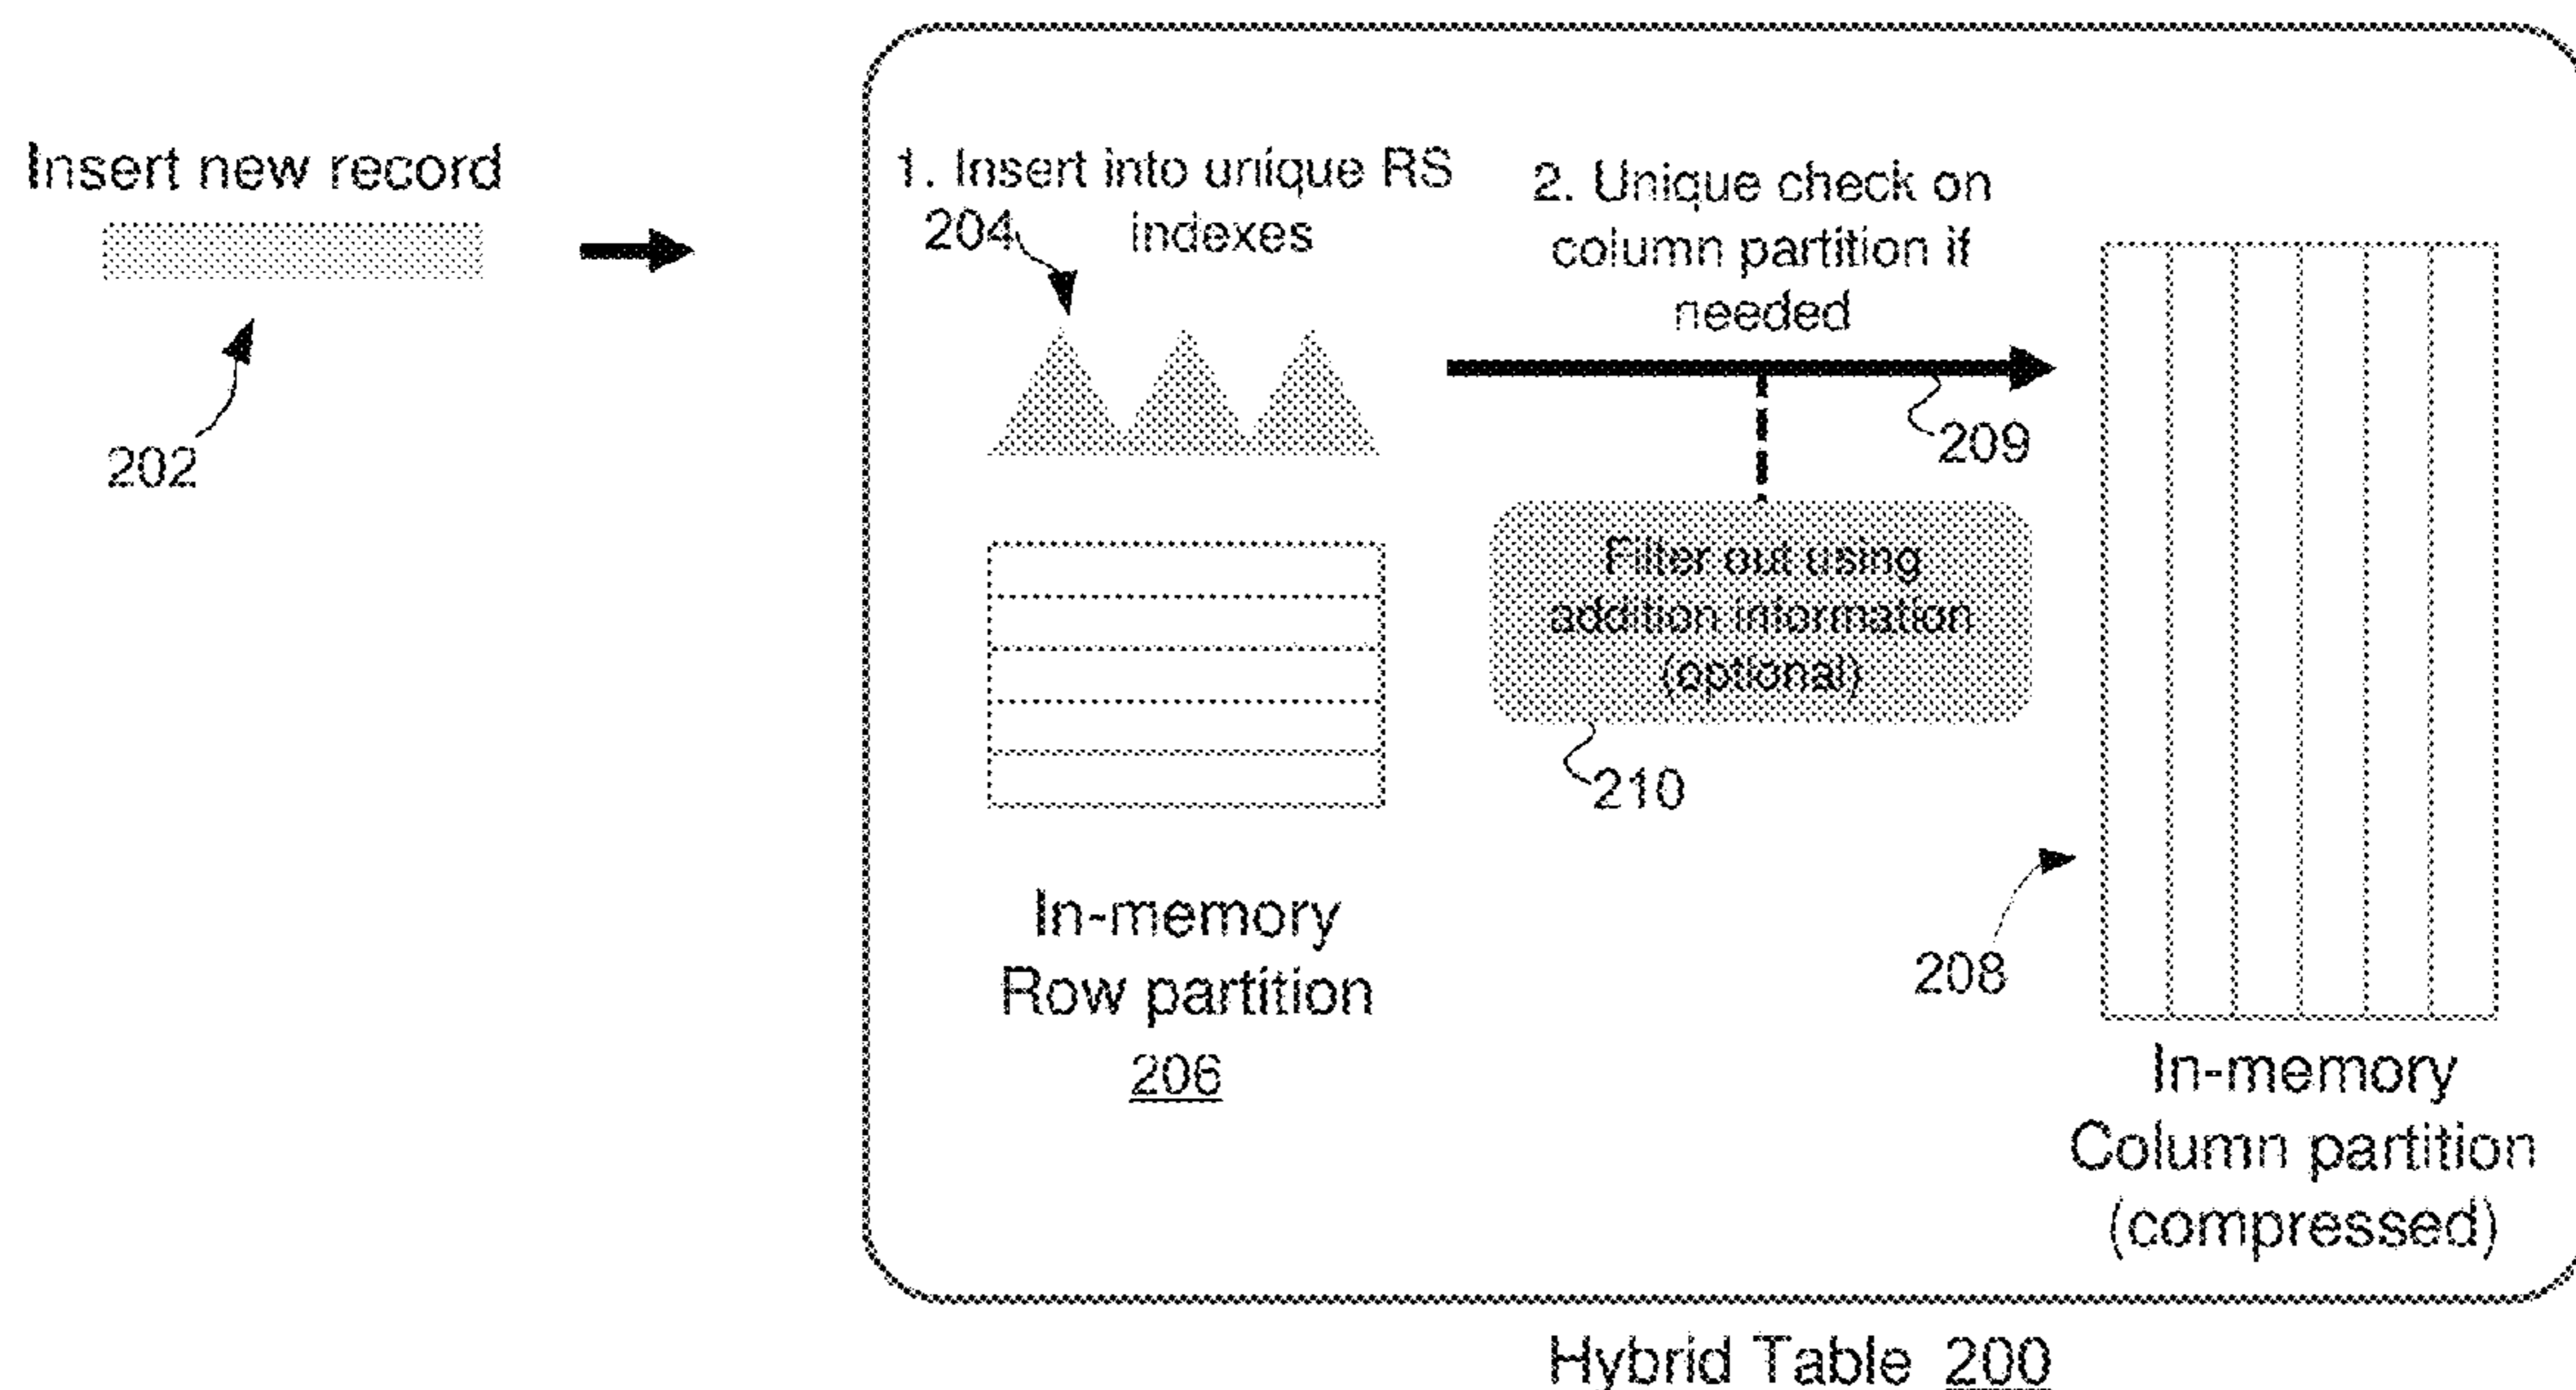 Insert new record
202
1. Insert into unique RS
indexes
204
2. Unique check on
column partition if
needed
209
Filter out using
addition information
(optional)
210
In-memory
Row partition
206
208
In-memory
Column partition
(compressed)
Hybrid Table 200